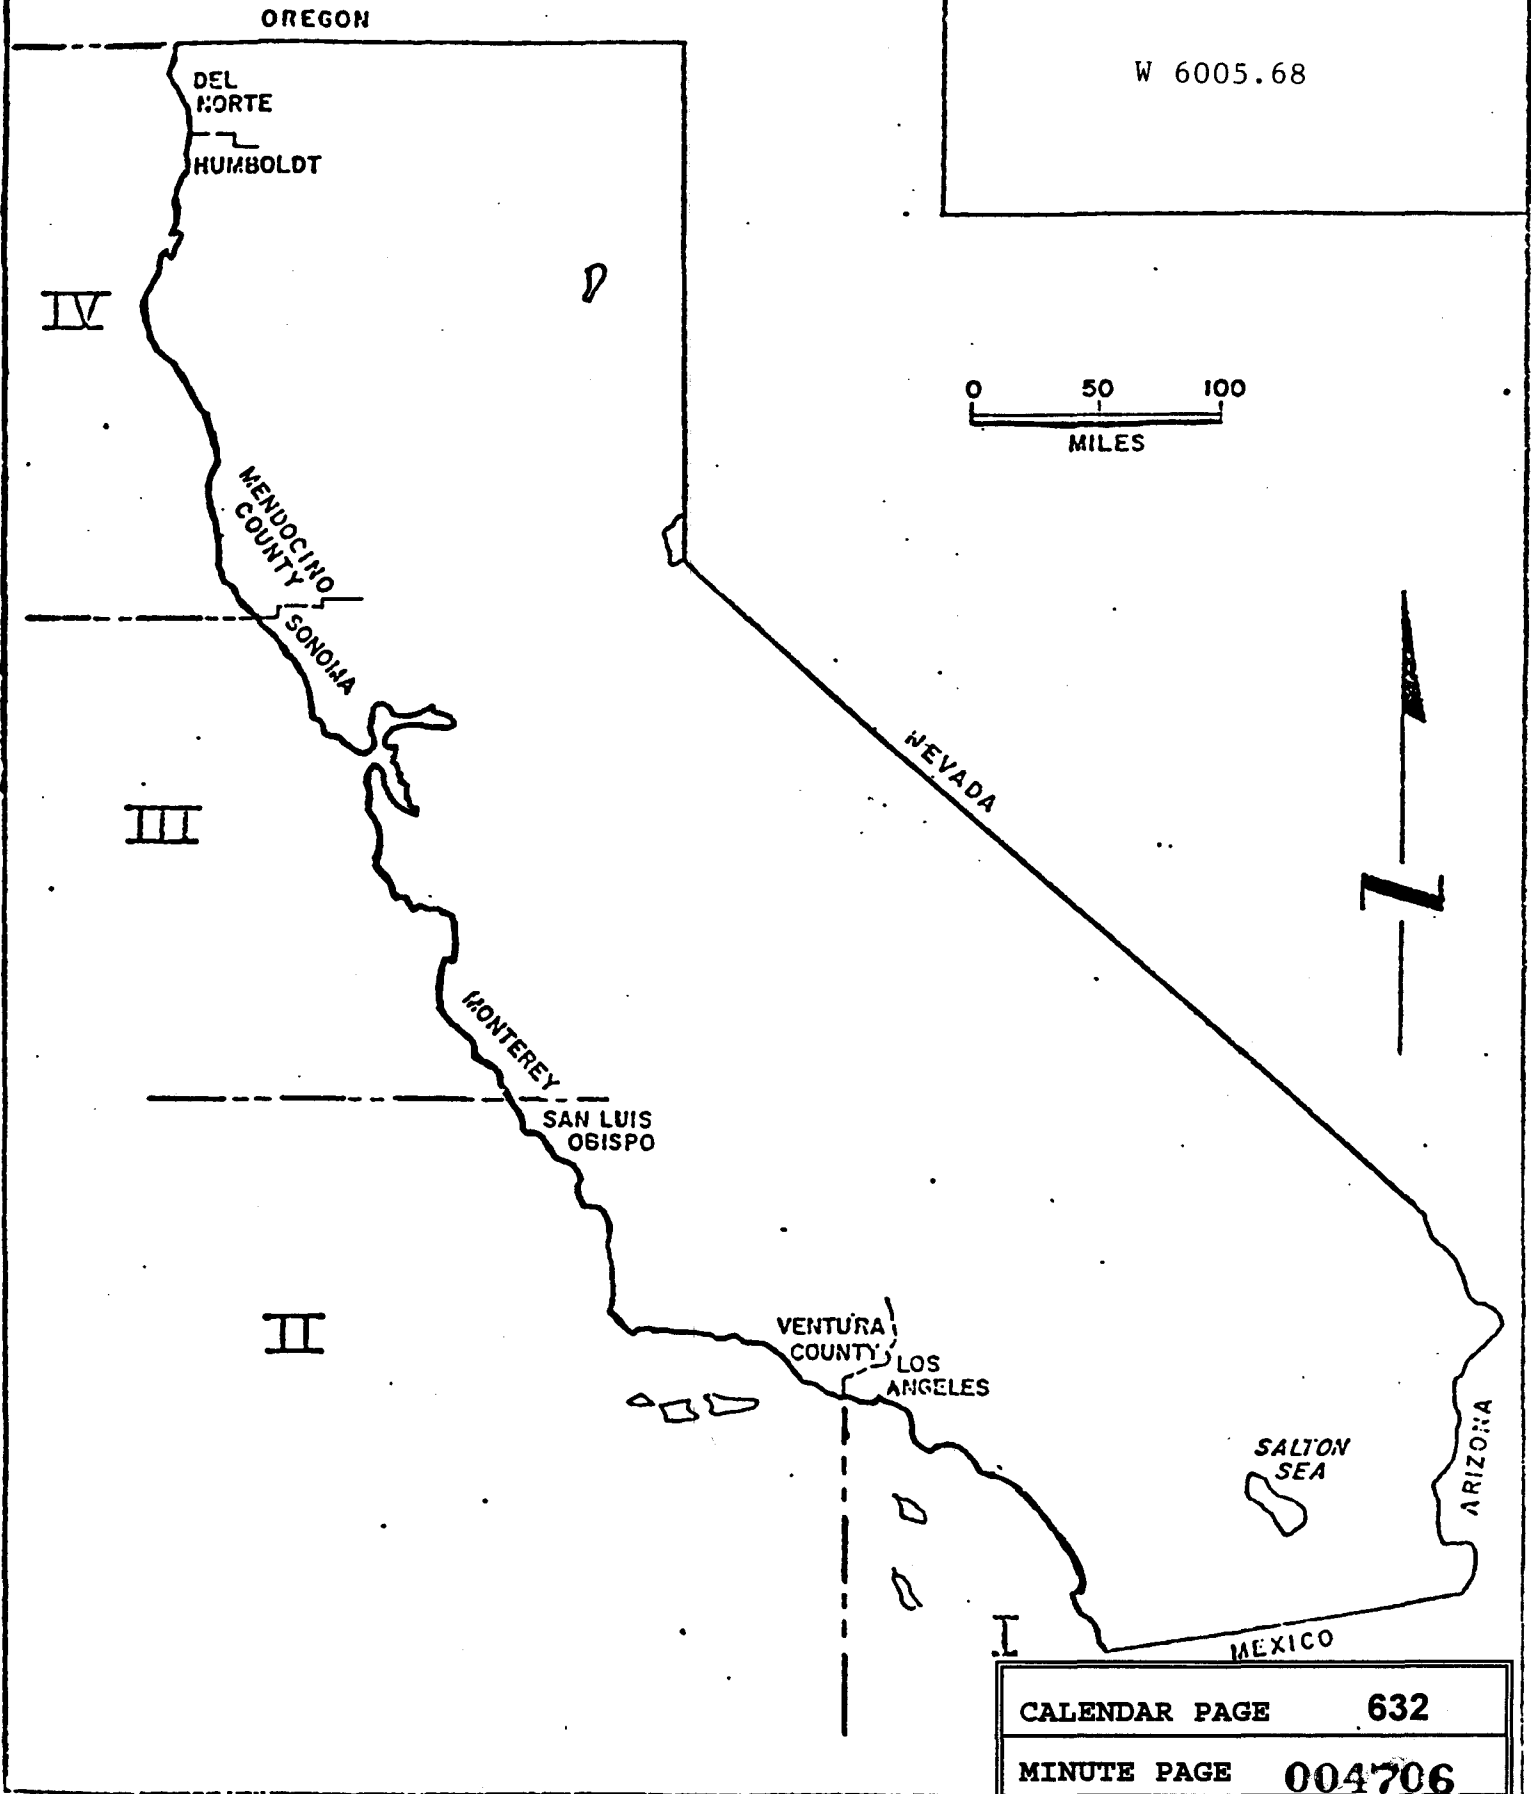 OREGON
W 6005.68
DEL
NORTE
HUMBOLDT
IV
0 50 100
MILES
MENDOCINO
COUNTY
SONOMA
NEVADA
III
Z
MONTEREY
SAN LUIS
OBISPO
II
VENTURA
COUNTY
LOS
ANGELES
SALTON
SEA
ARIZONA
I
MEXICO
CALENDAR PAGE 632
MINUTE PAGE 004706